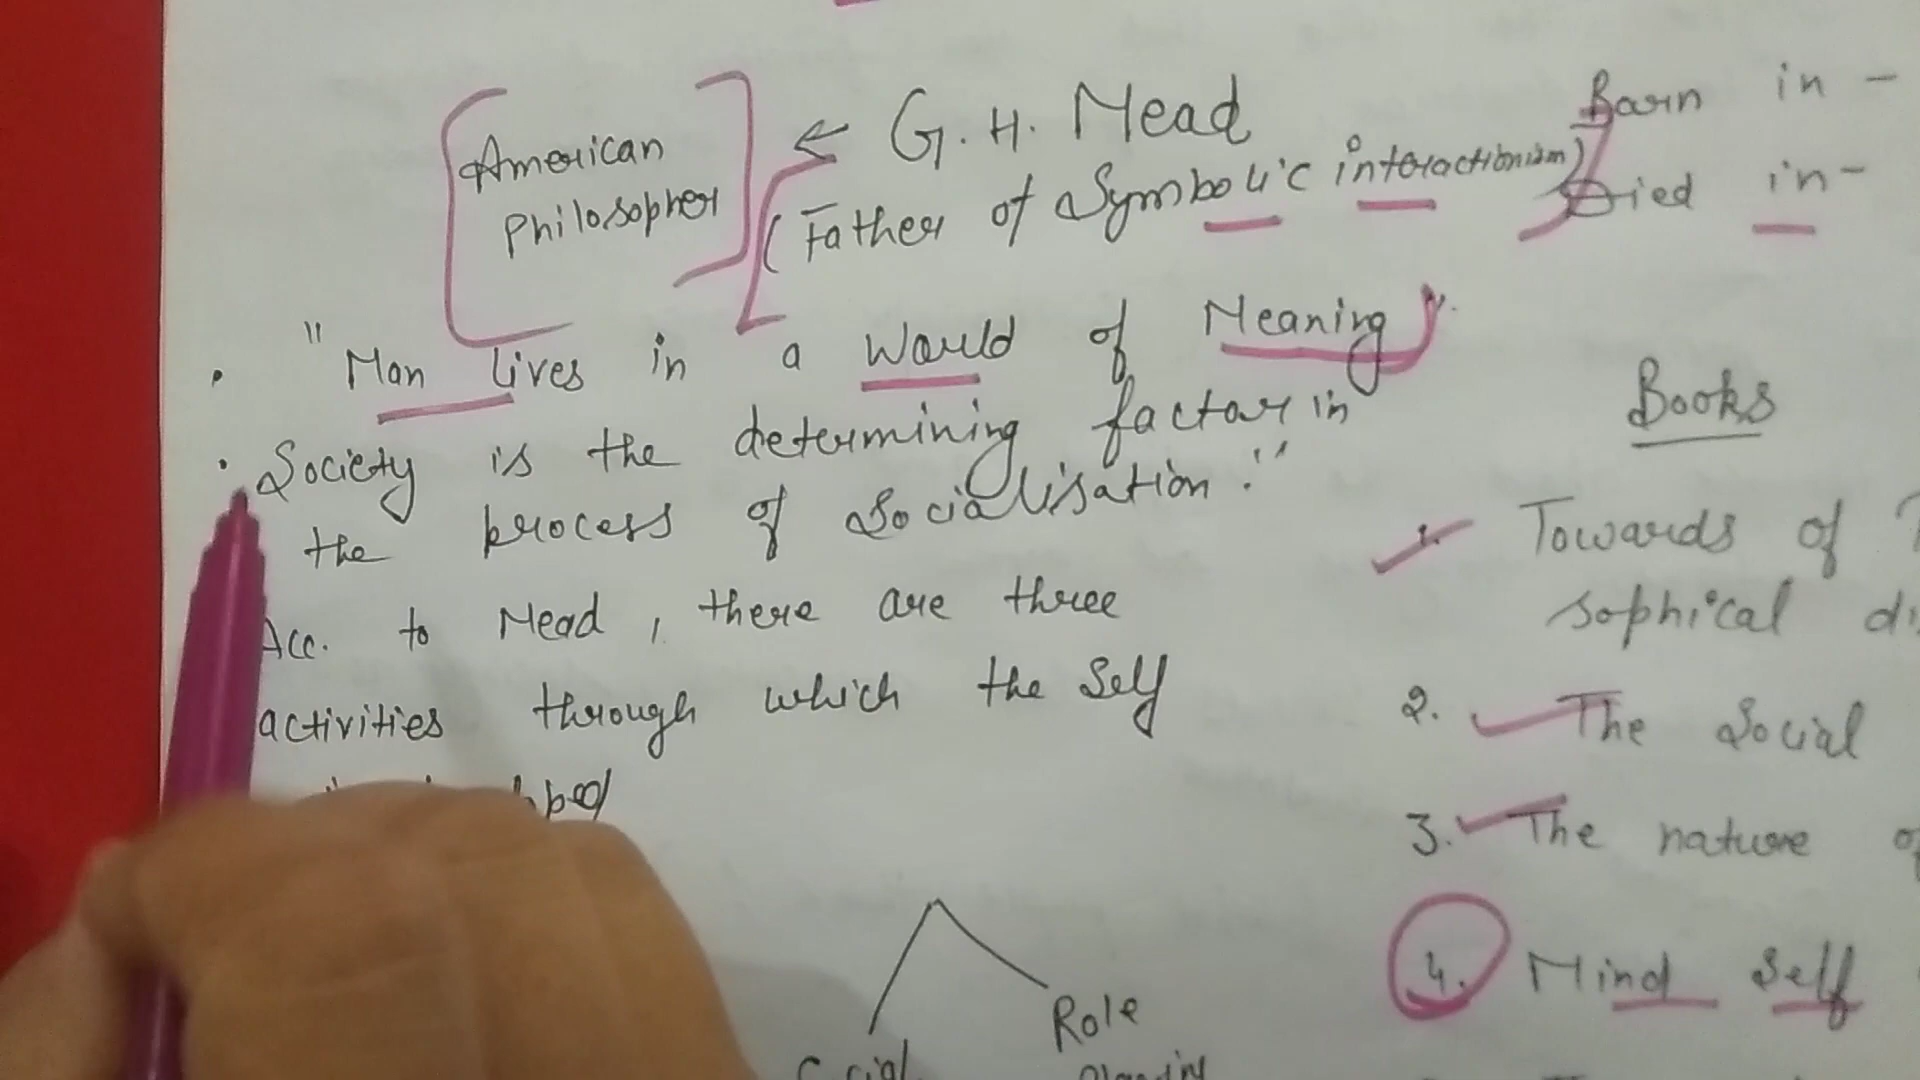 American
Philosopher
← G. H. Mead
(Father of Symbolic interactionism)
Born in -
Died in-
• "Man lives in a World of Meaning".
• Society is the determining factor in
the process of Socialisation."
Acc. to Mead, there are three
activities through which the Self
Role
Books
1. Towards of
sophical
2. The Social
3. The nature
4. Mind Self